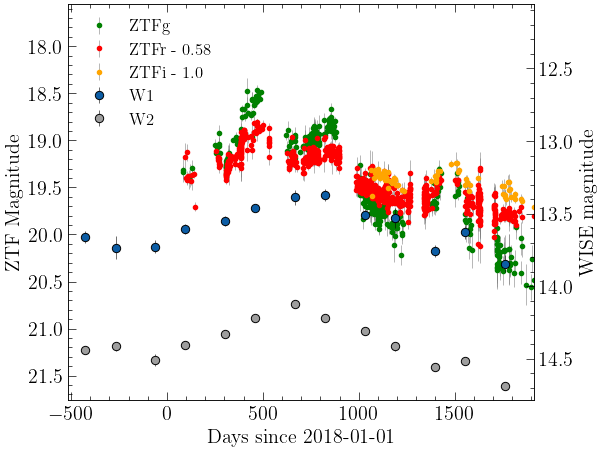 ZTFg
ZTFr - 0.58
ZTFi - 1.0
W1
W2
18.0
18.5
19.0
19.5
20.0
20.5
21.0
21.5
ZTF Magnitude
12.5
13.0
13.5
14.0
14.5
WISE magnitude
−500
0
500
1000
1500
Days since 2018-01-01